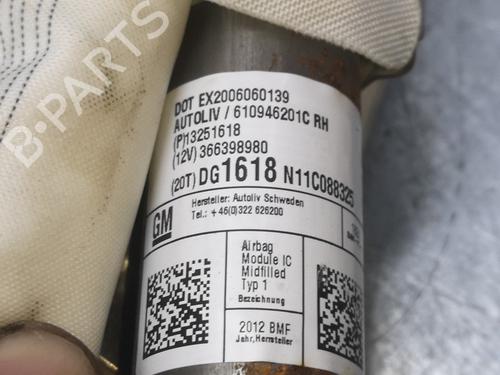 B-PARTS
DOT EX2006060139
AUTOLIV / 610946201C RH
(P)13251618
(12V) 366398980
(20T) DG1618 N11C088325
Hersteller: Autoliv Schweden
Tel.: + 46(0)322 626200
GM
Airbag
Module IC
Midfilled
Typ 1
Bezeichnung
2012 BMF
Jahr, Hersteller